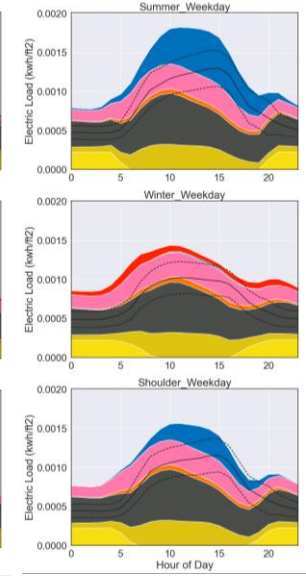 Summer_Weekday
Electric Load (kwh/ft2)
0.0020
0.0015
0.0010
0.0005
0.0000
0 5 10 15 20
Winter_Weekday
Electric Load (kwh/ft2)
0.0020
0.0015
0.0010
0.0005
0.0000
0 5 10 15 20
Shoulder_Weekday
Electric Load (kwh/ft2)
0.0020
0.0015
0.0010
0.0005
0.0000
0 5 10 15 20
Hour of Day